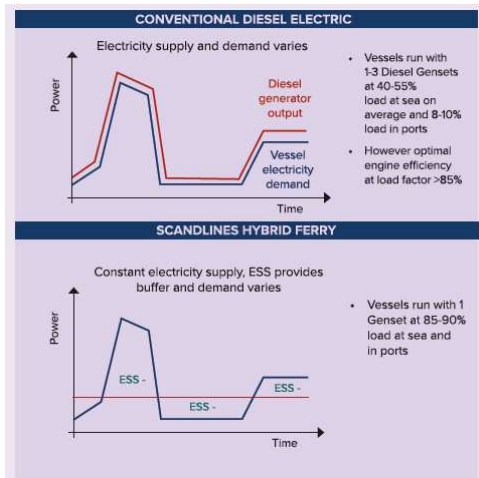 CONVENTIONAL DIESEL ELECTRIC
Electricity supply and demand varies
Power
Diesel
generator
output
Vessel
electricity
demand
Time
• Vessels run with
1-3 Diesel Gensets
at 40-55%
load at sea on
average and 8-10%
load in ports
• However optimal
engine efficiency
at load factor >85%
SCANDLINES HYBRID FERRY
Constant electricity supply, ESS provides
buffer and demand varies
Power
ESS -
ESS -
ESS -
Time
• Vessels run with 1
Genset at 85-90%
load at sea and
in ports